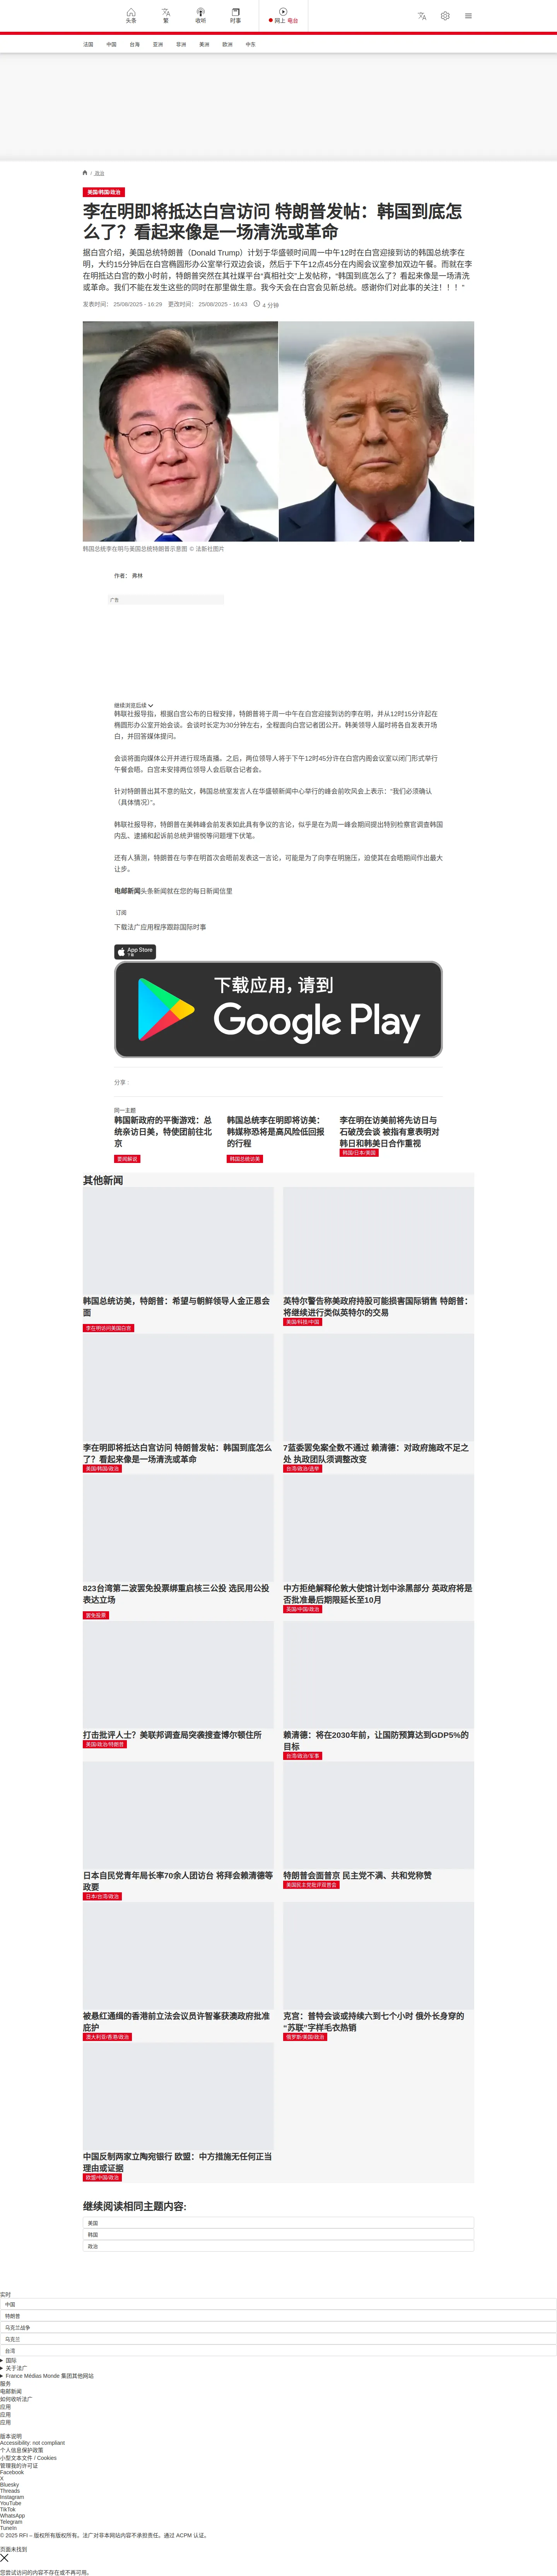 头条
繁
收听
时事
网上 电台
法国
中国
台海
亚洲
非洲
美洲
欧洲
中东
/ 政治
美国/韩国/政治
李在明即将抵达白宫访问 特朗普发帖：韩国到底怎
么了？看起来像是一场清洗或革命
据白宫介绍，美国总统特朗普（Donald Trump）计划于华盛顿时间周一中午12时在白宫迎接到访的韩国总统李在
明，大约15分钟后在白宫椭圆形办公室举行双边会谈，然后于下午12点45分在内阁会议室参加双边午餐。而就在李
在明抵达白宫的数小时前，特朗普突然在其社媒平台“真相社交”上发帖称，“韩国到底怎么了？看起来像是一场清洗
或革命。我们不能在发生这些的同时在那里做生意。我今天会在白宫会见新总统。感谢你们对此事的关注！！！”
发表时间： 25/08/2025 - 16:29 更改时间： 25/08/2025 - 16:43 4 分钟
韩国总统李在明与美国总统特朗普示意图 © 法新社图片
作者： 弗林
广告
继续浏览后续
韩联社报导指，根据白宫公布的日程安排，特朗普将于周一中午在白宫迎接到访的李在明，并从12时15分许起在
椭圆形办公室开始会谈。会谈时长定为30分钟左右，全程面向白宫记者团公开。韩美领导人届时将各自发表开场
白，并回答媒体提问。
会谈将面向媒体公开并进行现场直播。之后，两位领导人将于下午12时45分许在白宫内阁会议室以闭门形式举行
午餐会晤。白宫未安排两位领导人会后联合记者会。
针对特朗普出其不意的贴文，韩国总统室发言人在华盛顿新闻中心举行的峰会前吹风会上表示：“我们必须确认
（具体情况）”。
韩联社报导称，特朗普在美韩峰会前发表如此具有争议的言论，似乎是在为周一峰会期间提出特别检察官调查韩国
内乱、逮捕和起诉前总统尹锡悦等问题埋下伏笔。
还有人猜测，特朗普在与李在明首次会晤前发表这一言论，可能是为了向李在明施压，迫使其在会晤期间作出最大
让步。
电邮新闻头条新闻就在您的每日新闻信里
订阅
下载法广应用程序跟踪国际时事
App Store
下载
下载应用，请到
Google Play
分享 :
同一主题
韩国新政府的平衡游戏：总
统亲访日美，特使团前往北
京
要闻解说
韩国总统李在明即将访美：
韩媒称恐将是高风险低回报
的行程
韩国总统访美
李在明在访美前将先访日与
石破茂会谈 被指有意表明对
韩日和韩美日合作重视
韩国/日本/美国
其他新闻
韩国总统访美，特朗普：希望与朝鲜领导人金正恩会
面
李在明访问美国白宫
英特尔警告称美政府持股可能损害国际销售 特朗普：
将继续进行类似英特尔的交易
美国/科技/中国
李在明即将抵达白宫访问 特朗普发帖：韩国到底怎么
了？看起来像是一场清洗或革命
美国/韩国/政治
7蓝委罢免案全数不通过 赖清德：对政府施政不足之
处 执政团队须调整改变
台湾/政治/选举
823台湾第二波罢免投票绑重启核三公投 选民用公投
表达立场
罢免投票
中方拒绝解释伦敦大使馆计划中涂黑部分 英政府将是
否批准最后期限延长至10月
英国/中国/政治
打击批评人士？美联邦调查局突袭搜查博尔顿住所
美国/政治/特朗普
赖清德：将在2030年前，让国防预算达到GDP5%的
目标
台湾/政治/军事
日本自民党青年局长率70余人团访台 将拜会赖清德等
政要
日本/台湾/政治
特朗普会面普京 民主党不满、共和党称赞
美国民主党批评双普会
被悬红通缉的香港前立法会议员许智峯获澳政府批准
庇护
澳大利亚/香港/政治
克宫：普特会谈或持续六到七个小时 俄外长身穿的
“苏联”字样毛衣热销
俄罗斯/美国/政治
中国反制两家立陶宛银行 欧盟：中方措施无任何正当
理由或证据
欧盟/中国/政治
继续阅读相同主题内容:
美国
韩国
政治
实时
中国
特朗普
乌克兰战争
乌克兰
台湾
国际
关于法广
France Médias Monde 集团其他网站
服务
电邮新闻
如何收听法广
应用
应用
应用
版本说明
Accessibility: not compliant
个人信息保护政策
小型文本文件 / Cookies
管理我的许可证
Facebook
X
Bluesky
Threads
Instagram
YouTube
TikTok
WhatsApp
Telegram
TuneIn
© 2025 RFI – 版权所有版权所有。法广对非本网站内容不承担责任。通过 ACPM 认证。
页面未找到
您尝试访问的内容不存在或不再可用。